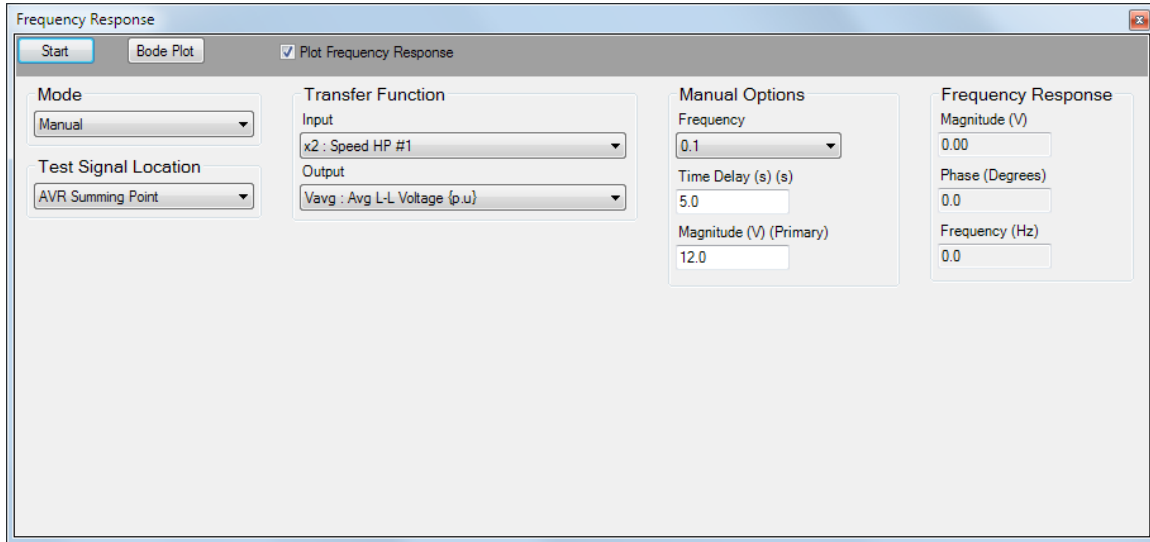 Frequency Response
Start
Bode Plot
Plot Frequency Response
Mode
Manual
Test Signal Location
AVR Summing Point
Transfer Function
Input
x2 : Speed HP #1
Output
Vavg : Avg L-L Voltage {p.u}
Manual Options
Frequency
0.1
Time Delay (s) (s)
5.0
Magnitude (V) (Primary)
12.0
Frequency Response
Magnitude (V)
0.00
Phase (Degrees)
0.0
Frequency (Hz)
0.0